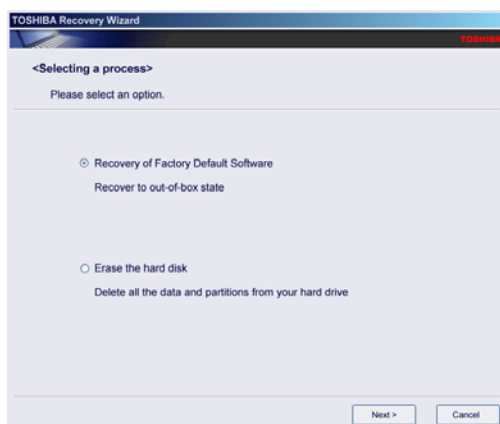 TOSHIBA Recovery Wizard
TOSHIBA
<Selecting a process>
Please select an option.
Recovery of Factory Default Software
Recover to out-of-box state
Erase the hard disk
Delete all the data and partitions from your hard drive
Next >
Cancel